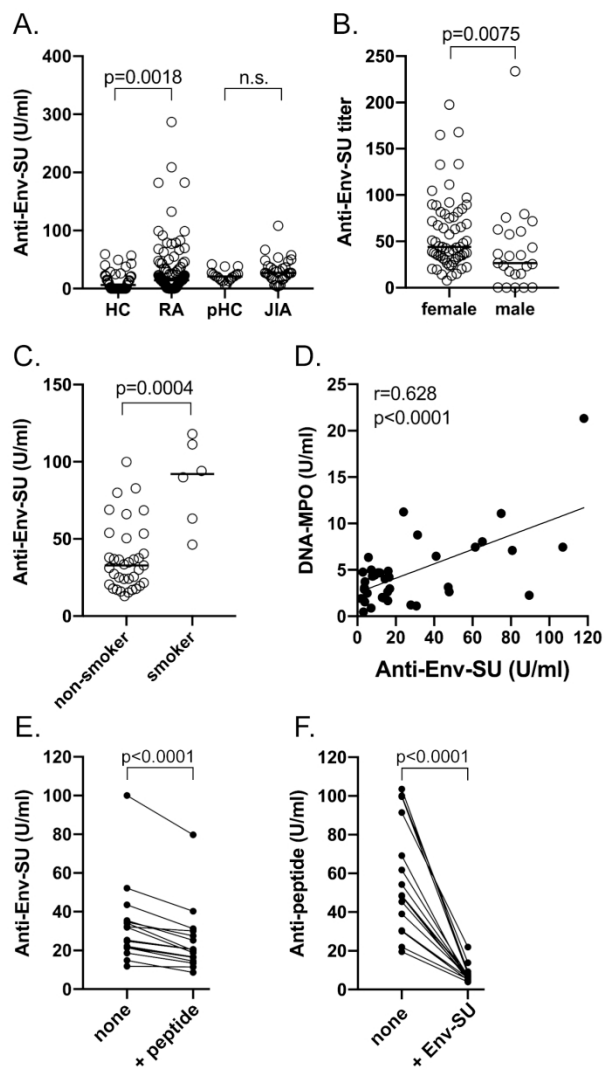 A.
p=0.0018
n.s.
Anti-Env-SU (U/ml)
400
300
200
100
0
HC RA pHC JIA
B.
p=0.0075
Anti-Env-SU titer
250
200
150
100
50
0
female male
C.
p=0.0004
Anti-Env-SU (U/ml)
150
100
50
0
non-smoker
smoker
D.
r=0.628
p<0.0001
DNA-MPO (U/ml)
25
20
15
10
5
0
0 20 40 60 80 100 120
Anti-Env-SU (U/ml)
E.
p<0.0001
Anti-Env-SU (U/ml)
120
100
80
60
40
20
0
none
+ peptide
F.
p<0.0001
Anti-peptide (U/ml)
120
100
80
60
40
20
0
none
+ Env-SU